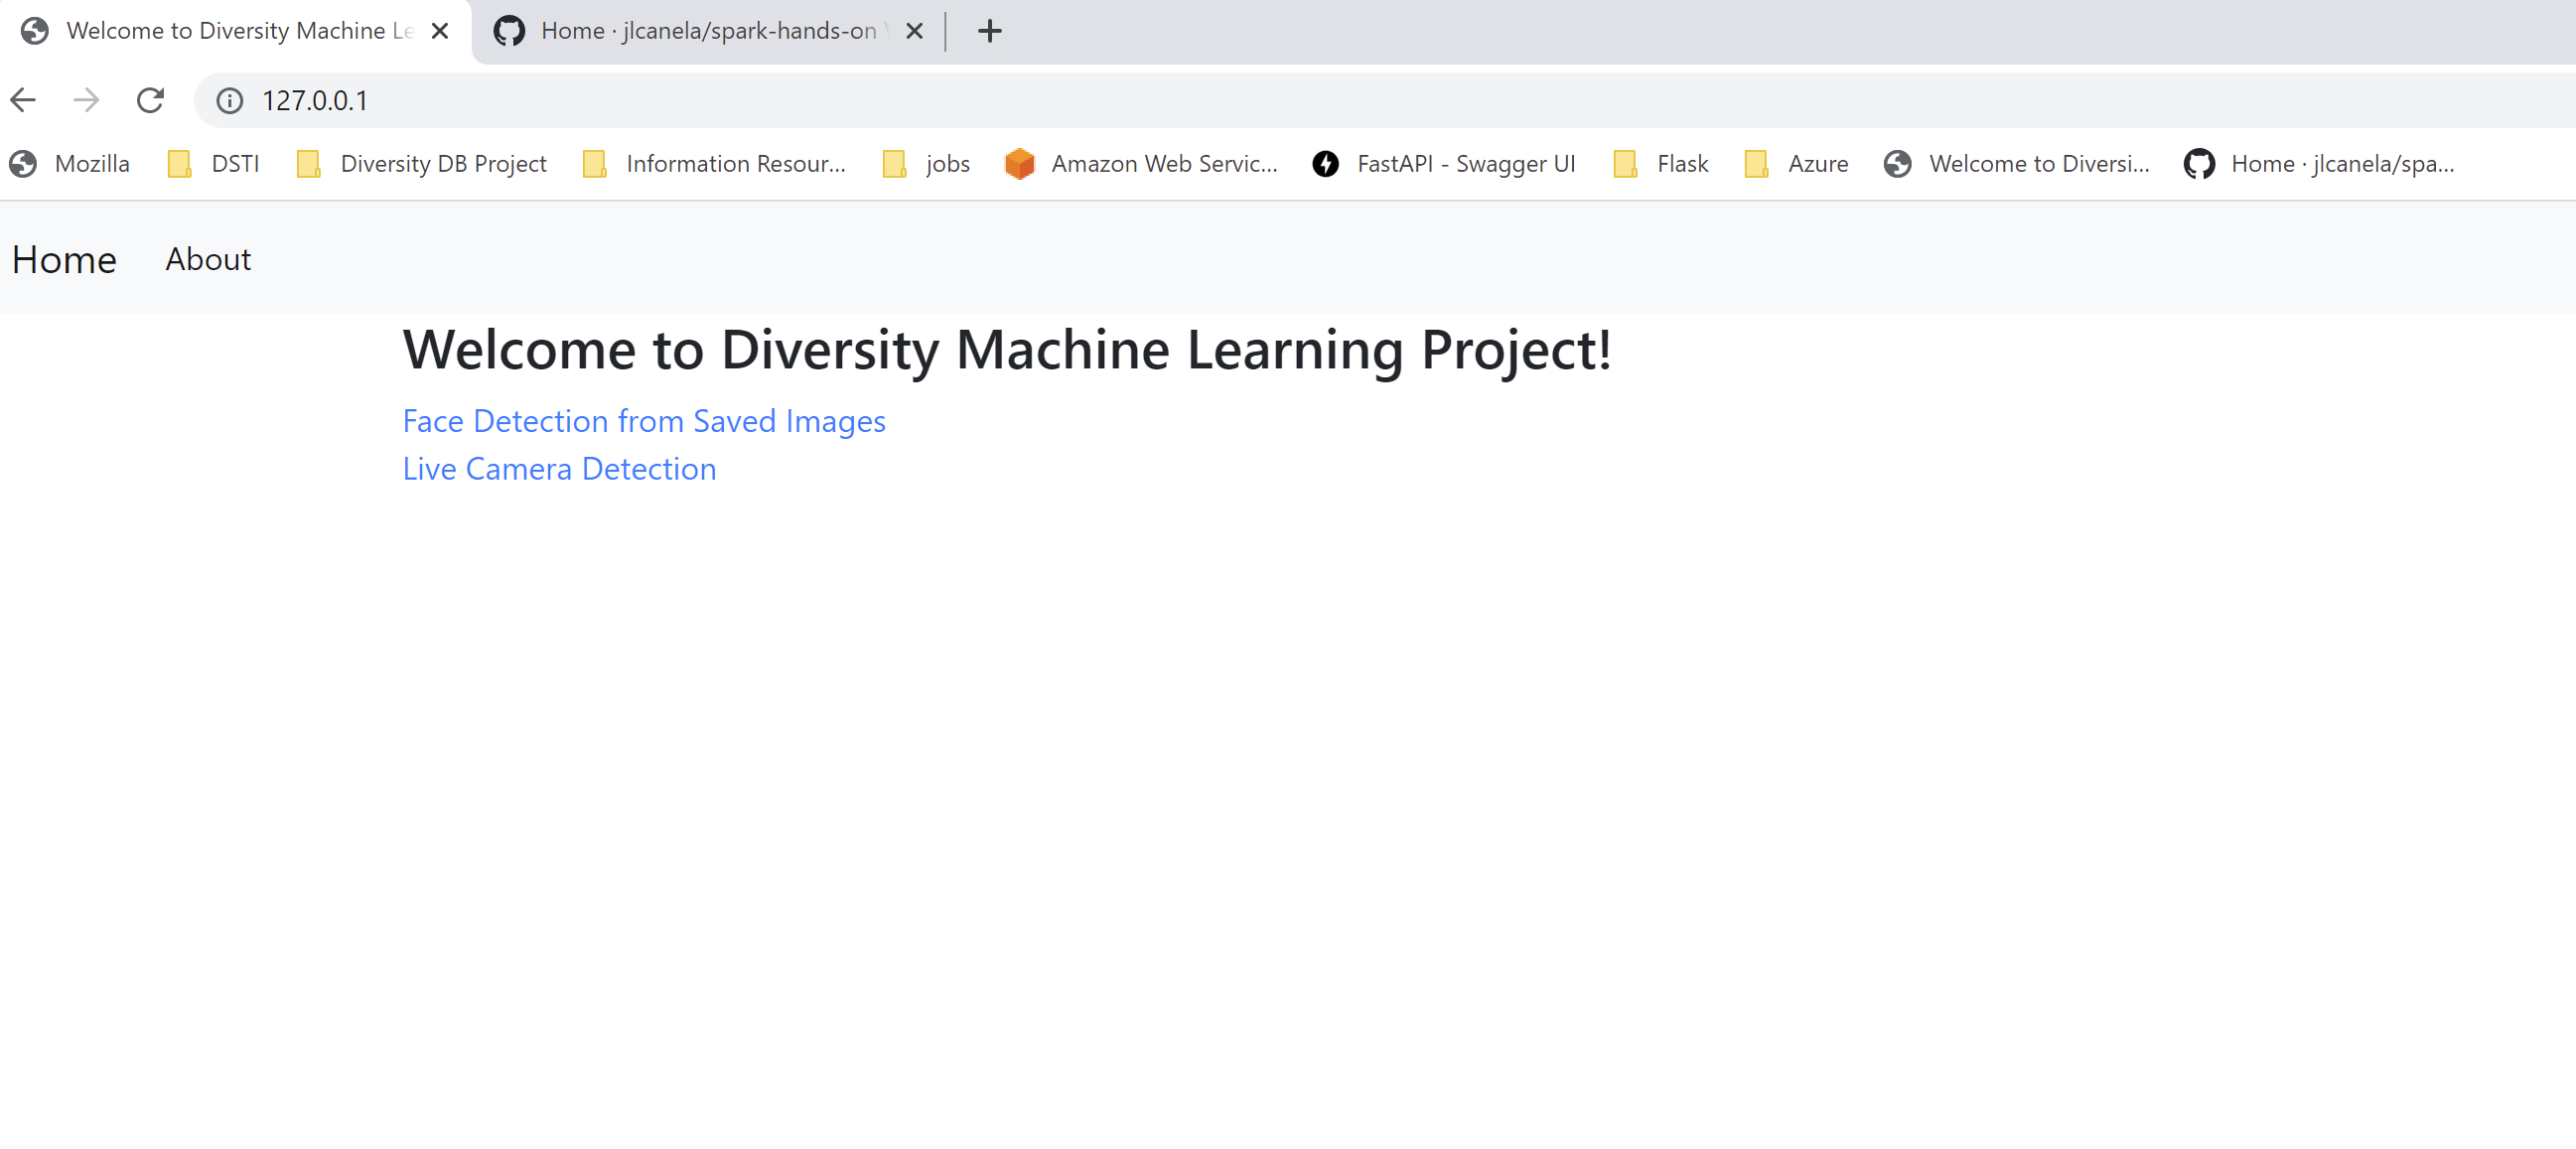 Welcome to Diversity Machine Le
Home · jlcanela/spark-hands-on
127.0.0.1
Mozilla DSTI Diversity DB Project Information Resour... jobs Amazon Web Servic... FastAPI - Swagger UI Flask Azure Welcome to Diversi... Home · jlcanela/spa...
Home About
Welcome to Diversity Machine Learning Project!
Face Detection from Saved Images
Live Camera Detection